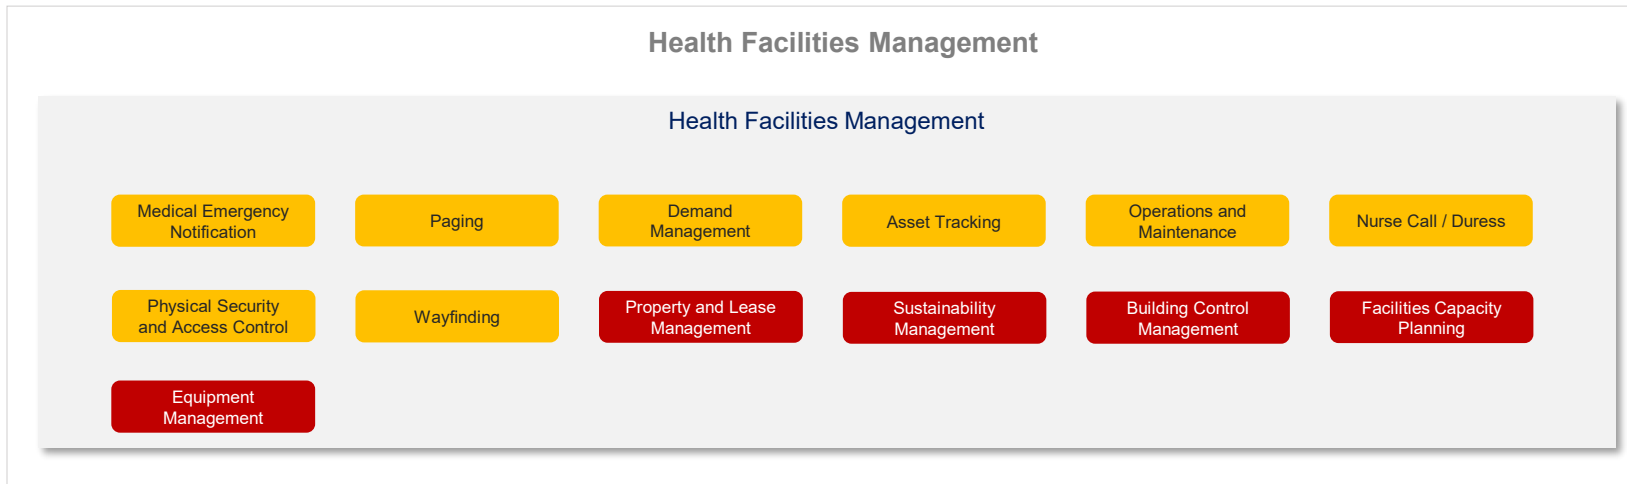 Health Facilities Management
Health Facilities Management
Medical Emergency
Notification
Paging
Demand
Management
Asset Tracking
Operations and
Maintenance
Nurse Call / Duress
Physical Security
and Access Control
Wayfinding
Property and Lease
Management
Sustainability
Management
Building Control
Management
Facilities Capacity
Planning
Equipment
Management